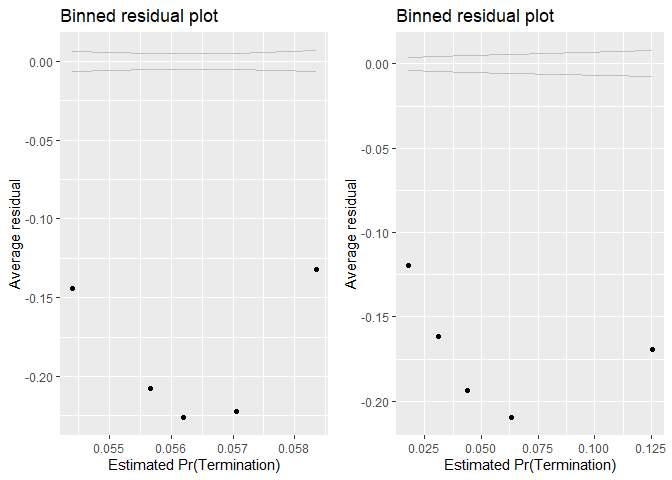 Binned residual plot
Average residual
0.00
-0.05
-0.10
-0.15
-0.20
0.055 0.056 0.057 0.058
Estimated Pr(Termination)
Binned residual plot
Average residual
0.00
-0.05
-0.10
-0.15
-0.20
0.025 0.050 0.075 0.100 0.125
Estimated Pr(Termination)